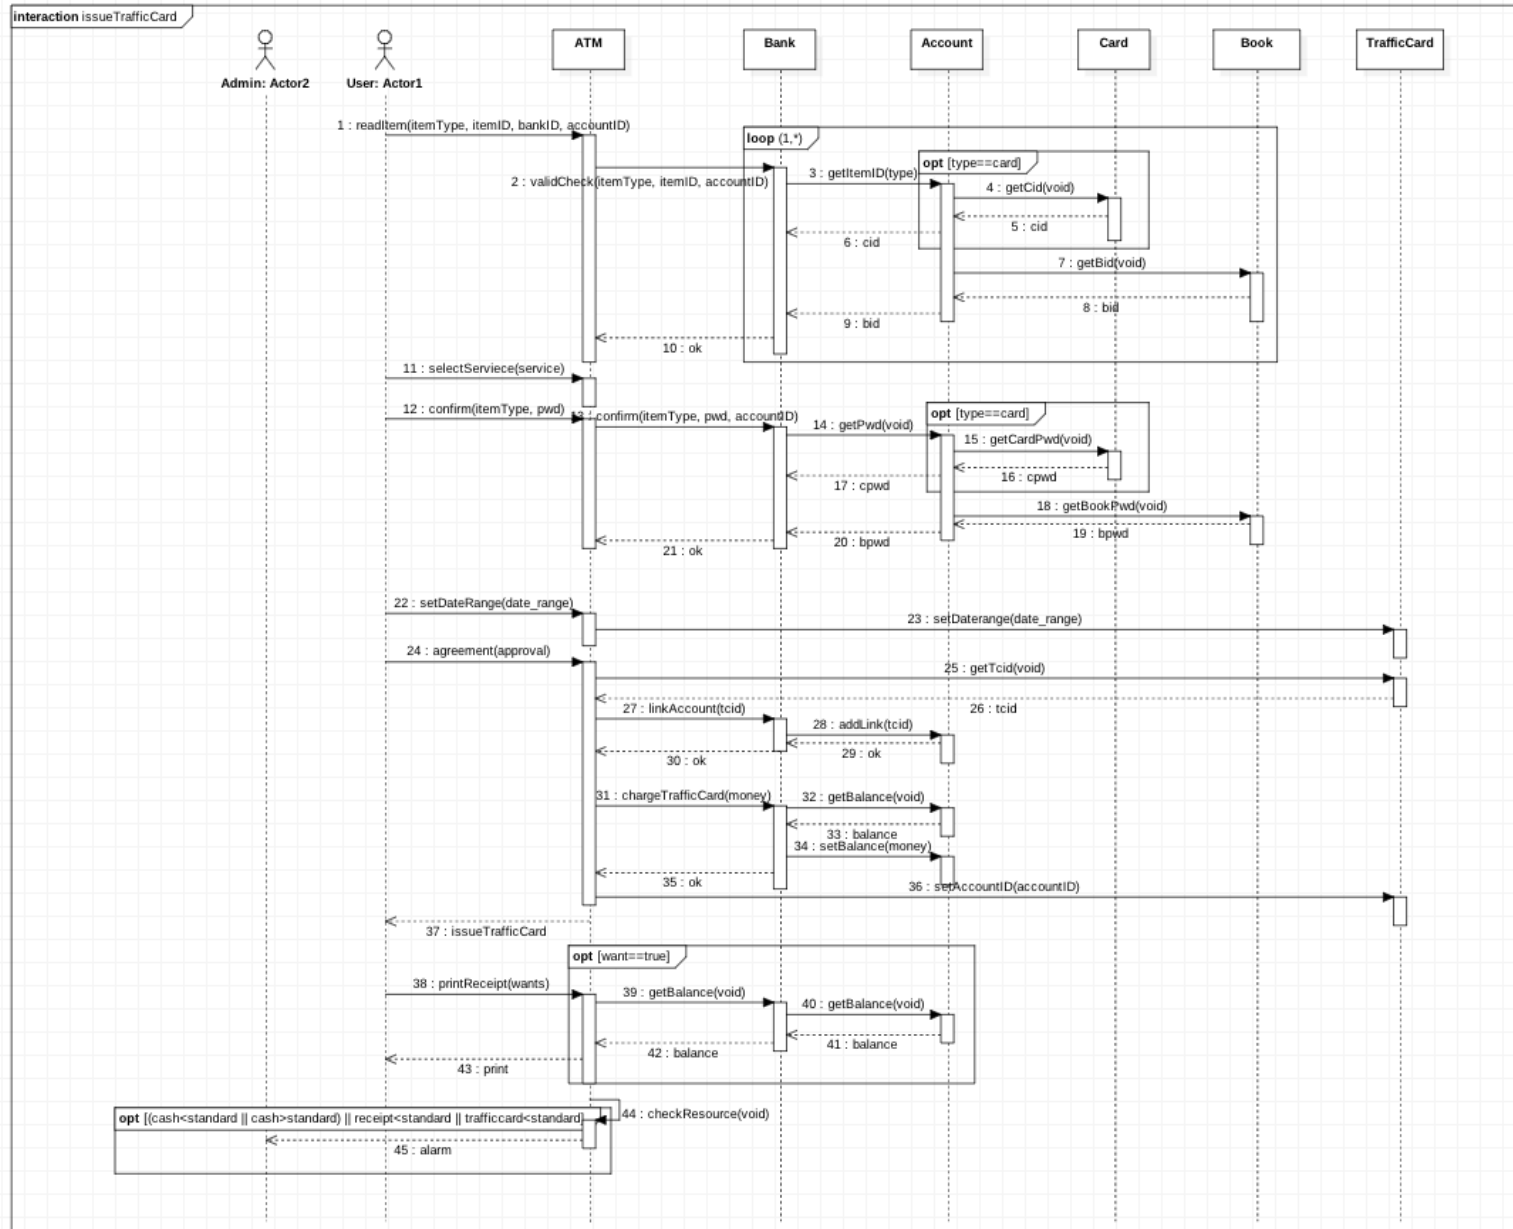 interaction issueTrafficCard
Admin: Actor2
User: Actor1
ATM
Bank
Account
Card
Book
TrafficCard
1 : readItem(itemType, itemID, bankID, accountID)
loop (1,*)
opt [type==card]
2 : validCheck(itemType, itemID, accountID)
3 : getItemID(type)
4 : getCid(void)
5 : cid
6 : cid
7 : getBid(void)
8 : bid
9 : bid
10 : ok
11 : selectServiece(service)
12 : confirm(itemType, pwd)
13 : confirm(itemType, pwd, accountID)
opt [type==card]
14 : getPwd(void)
15 : getCardPwd(void)
16 : cpwd
17 : cpwd
18 : getBookPwd(void)
19 : bpwd
20 : bpwd
21 : ok
22 : setDateRange(date_range)
23 : setDaterange(date_range)
24 : agreement(approval)
25 : getTcid(void)
26 : tcid
27 : linkAccount(tcid)
28 : addLink(tcid)
29 : ok
30 : ok
31 : chargeTrafficCard(money)
32 : getBalance(void)
33 : balance
34 : setBalance(money)
35 : ok
36 : setAccountID(accountID)
37 : issueTrafficCard
opt [want==true]
38 : printReceipt(wants)
39 : getBalance(void)
40 : getBalance(void)
41 : balance
42 : balance
43 : print
44 : checkResource(void)
opt [(cash<standard || cash>standard) || receipt<standard || trafficcard<standard]
45 : alarm